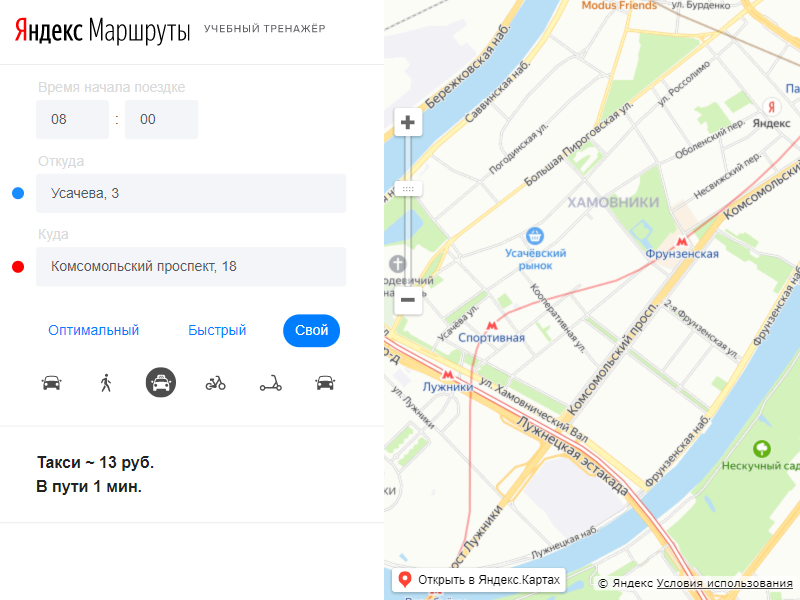 Яндекс Маршруты
УЧЕБНЫЙ ТРЕНАЖЁР
Время начала поездке
08 : 00
Откуда
Усачева, 3
Куда
Комсомольский проспект, 18
Оптимальный
Быстрый
Свой
Такси ~ 13 руб.
В пути 1 мин.
Modus Friends
ул. Бурденко
Бережковская наб.
Саввинская наб.
ул. Россолимо
Я
Яндекс
Оболенский пер.
Большая Пироговская ул.
Погодинская ул.
Несвижский пер.
Комсомольский
ХАМОВНИКИ
Усачёвский
рынок
Фрунзенская
Кооперативная ул.
2-я Фрунзенская ул.
Фрунзенская наб.
Усачёва ул.
Спортивная
Комсомольский просп.
Лужники
ул. Хамовнический Вал
Лужнецкая эстакада
ул. Лужники
Фрунзенская наб.
Нескучный сад
Лужнецкая наб.
мост Лужники
Открыть в Яндекс.Картах
© Яндекс Условия использования